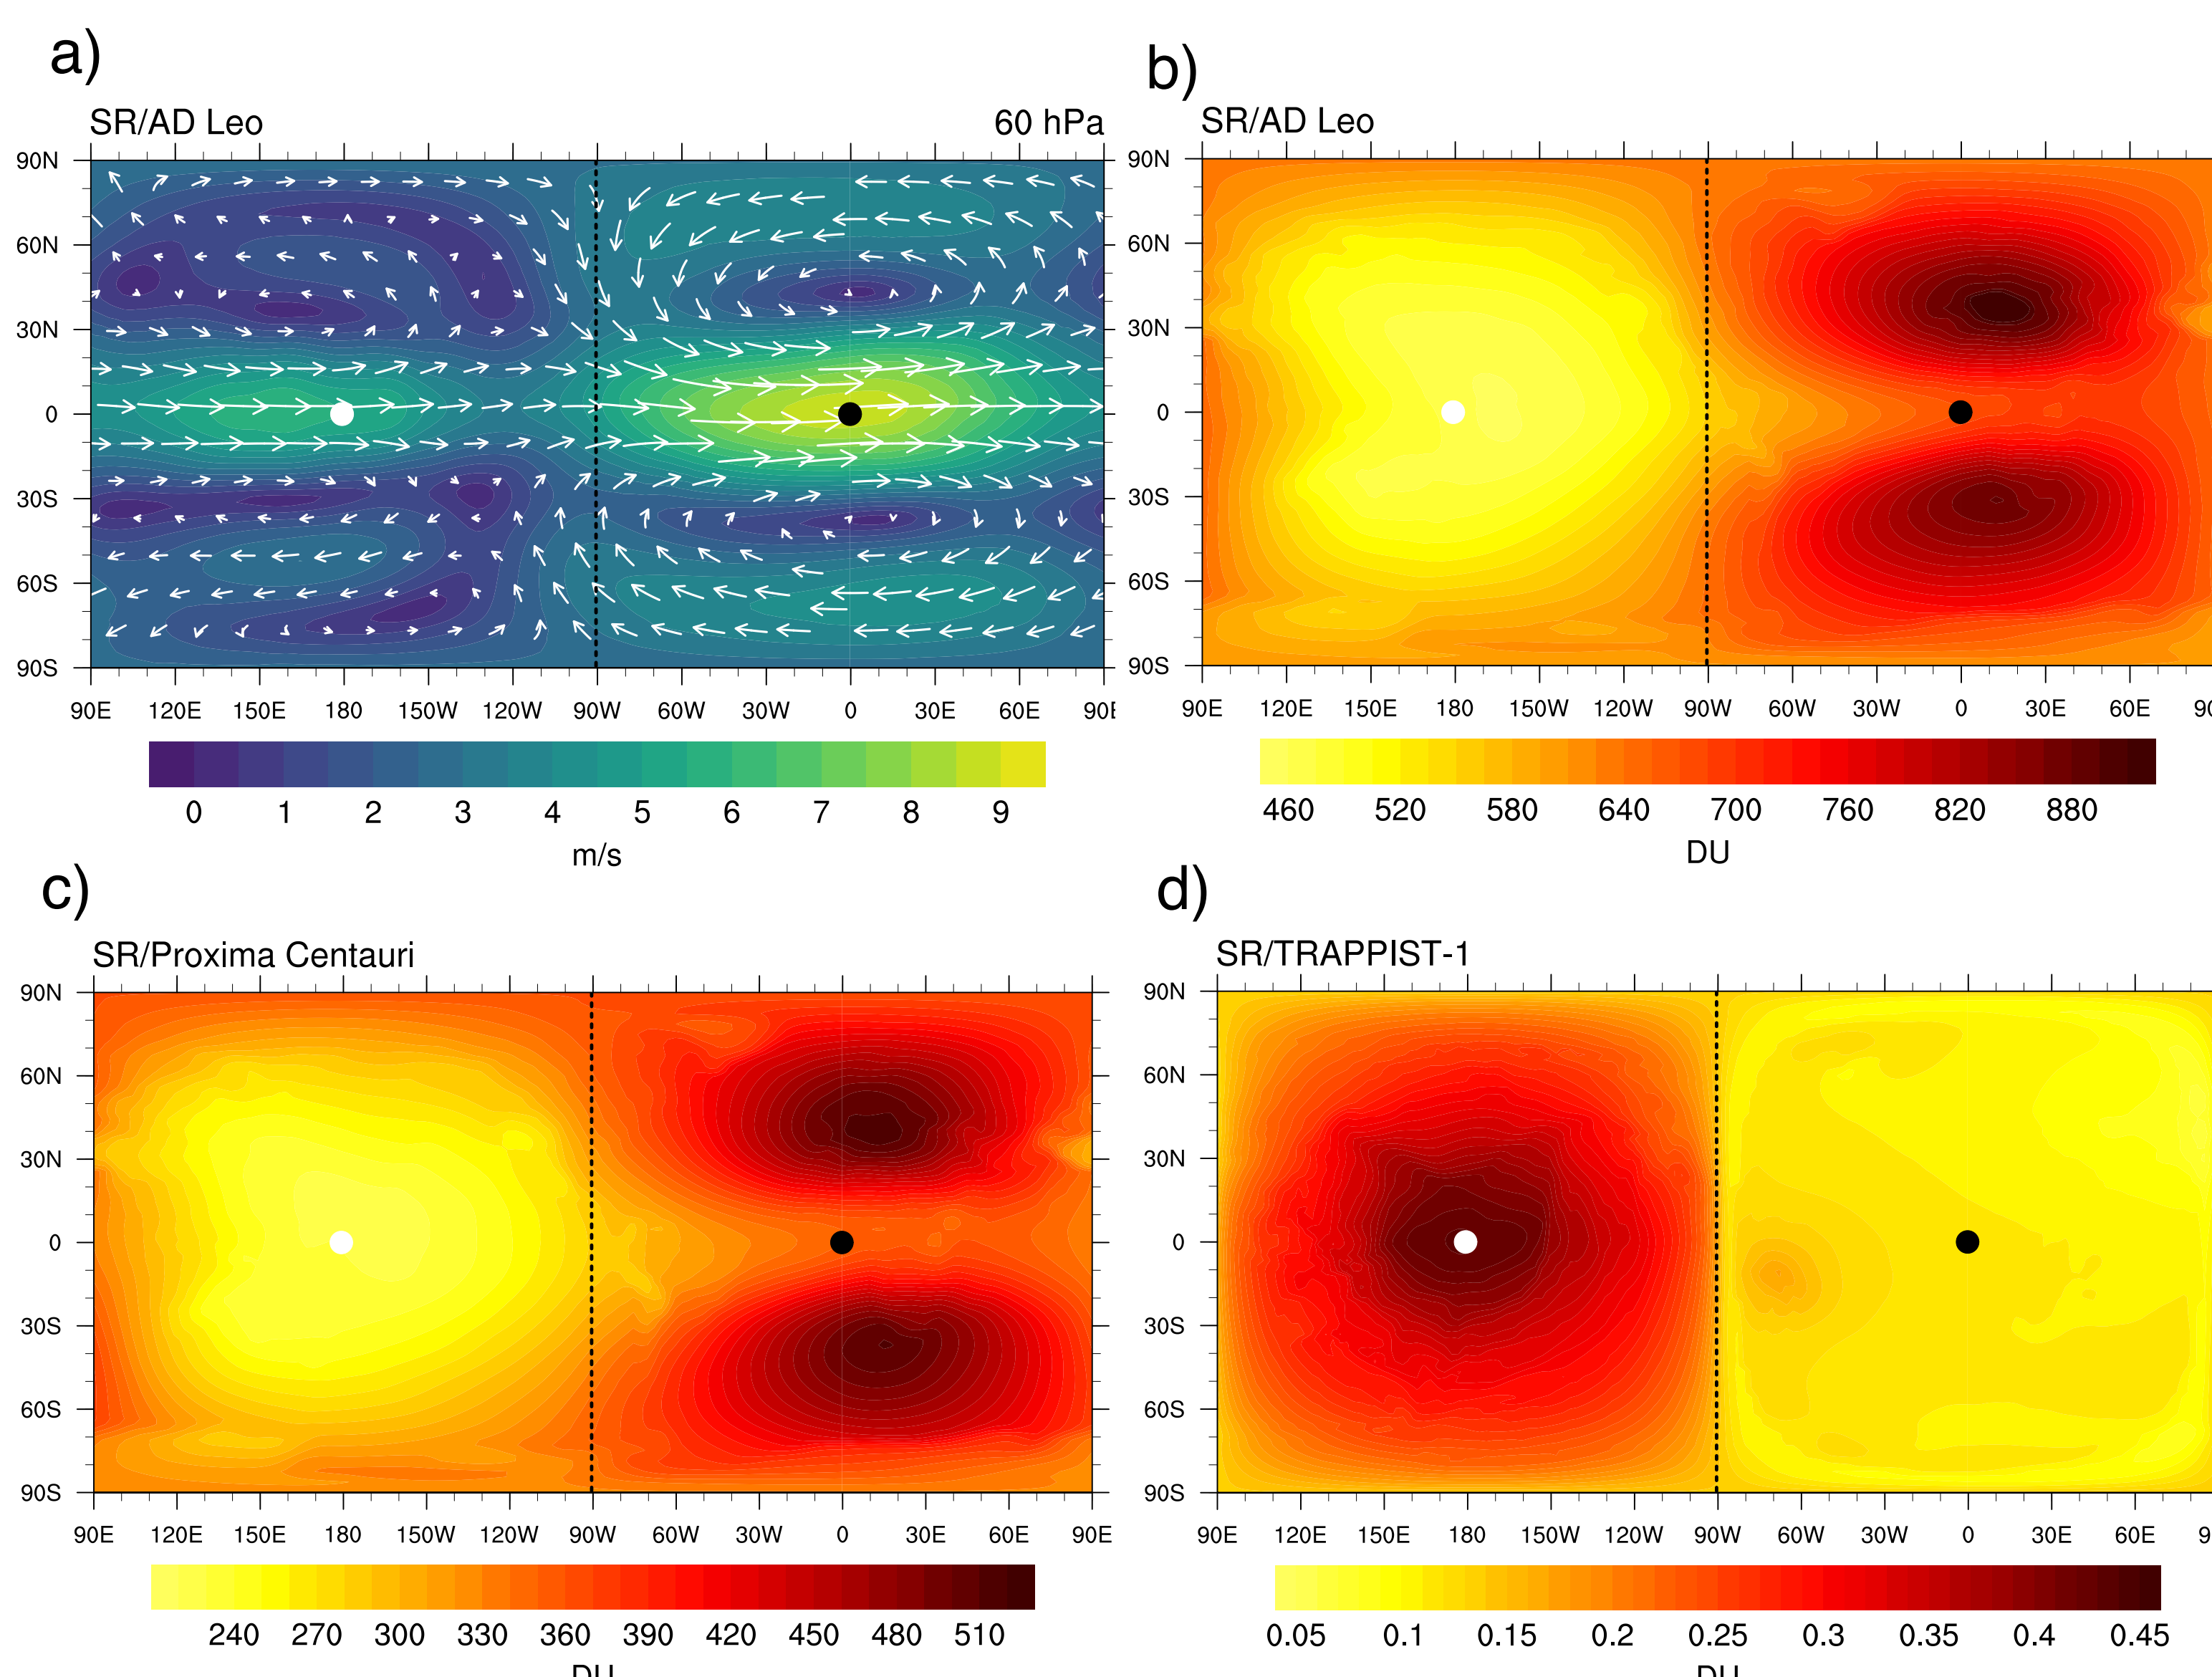 a)
SR/AD Leo 60 hPa
90N
60N
30N
0
30S
60S
90S
90E 120E 150E 180 150W 120W 90W 60W 30W 0 30E 60E 90E
0 1 2 3 4 5 6 7 8 9
m/s
b)
SR/AD Leo
90N
60N
30N
0
30S
60S
90S
90E 120E 150E 180 150W 120W 90W 60W 30W 0 30E 60E
460 520 580 640 700 760 820 880
DU
c)
SR/Proxima Centauri
90N
60N
30N
0
30S
60S
90S
90E 120E 150E 180 150W 120W 90W 60W 30W 0 30E 60E 90E
240 270 300 330 360 390 420 450 480 510
DU
d)
SR/TRAPPIST-1
90N
60N
30N
0
30S
60S
90S
90E 120E 150E 180 150W 120W 90W 60W 30W 0 30E 60E
0.05 0.1 0.15 0.2 0.25 0.3 0.35 0.4 0.45
DU